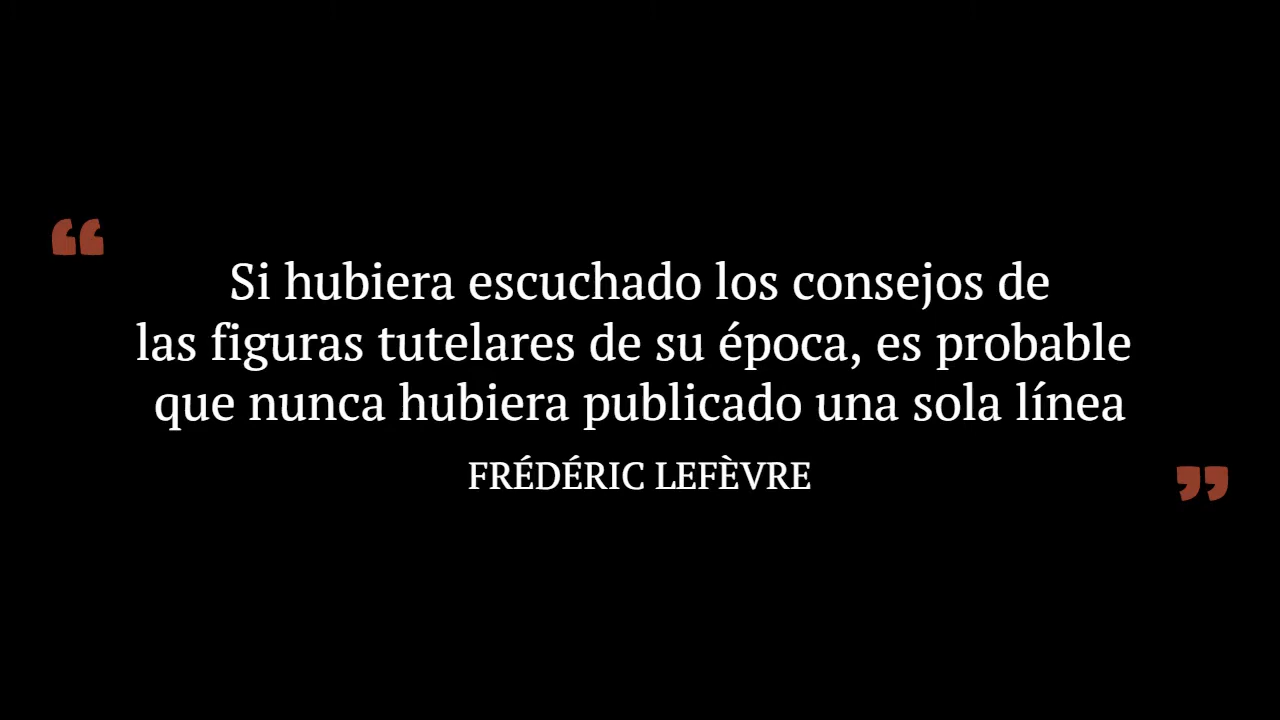 “
Si hubiera escuchado los consejos de
las figuras tutelares de su época, es probable
que nunca hubiera publicado una sola línea
FRÉDÉRIC LEFÈVRE
”